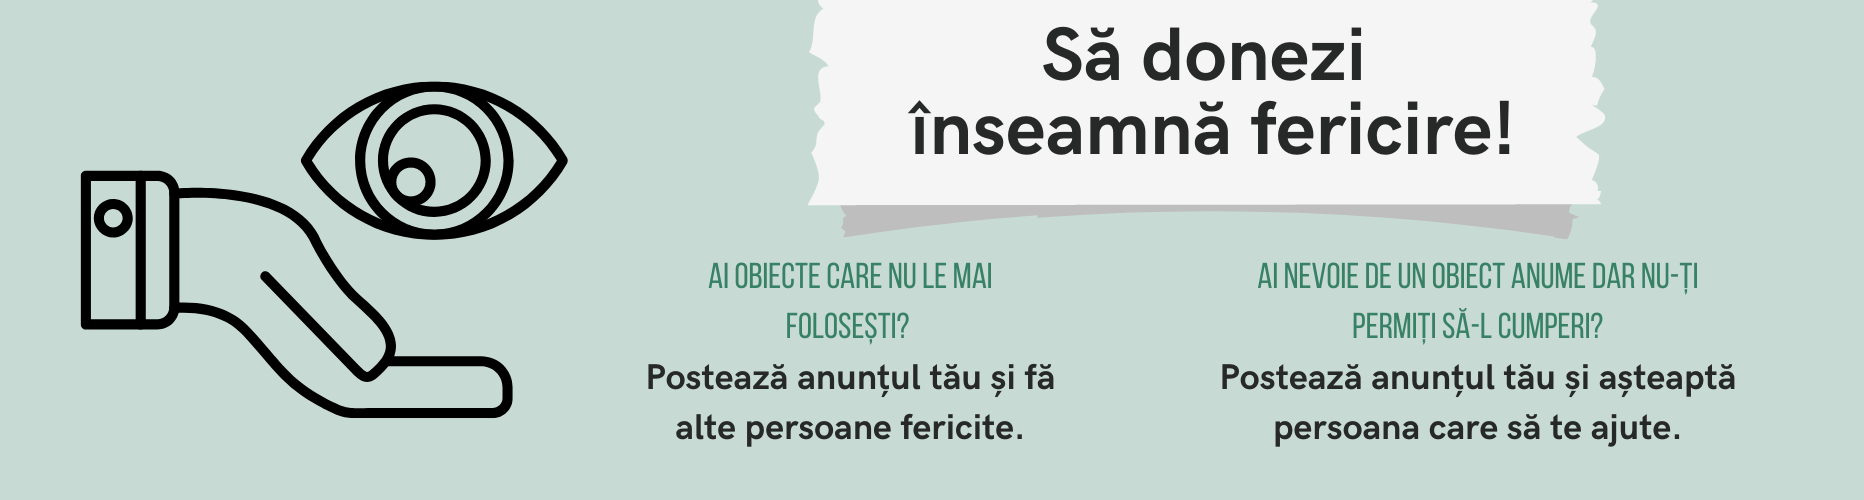 Să donezi
înseamnă fericire!
AI OBIECTE CARE NU LE MAI
FOLOSEȘTI?
Postează anunțul tău și fă
alte persoane fericite.
AI NEVOIE DE UN OBIECT ANUME DAR NU-ȚI
PERMIȚI SĂ-L CUMPERI?
Postează anunțul tău și așteaptă
persoana care să te ajute.